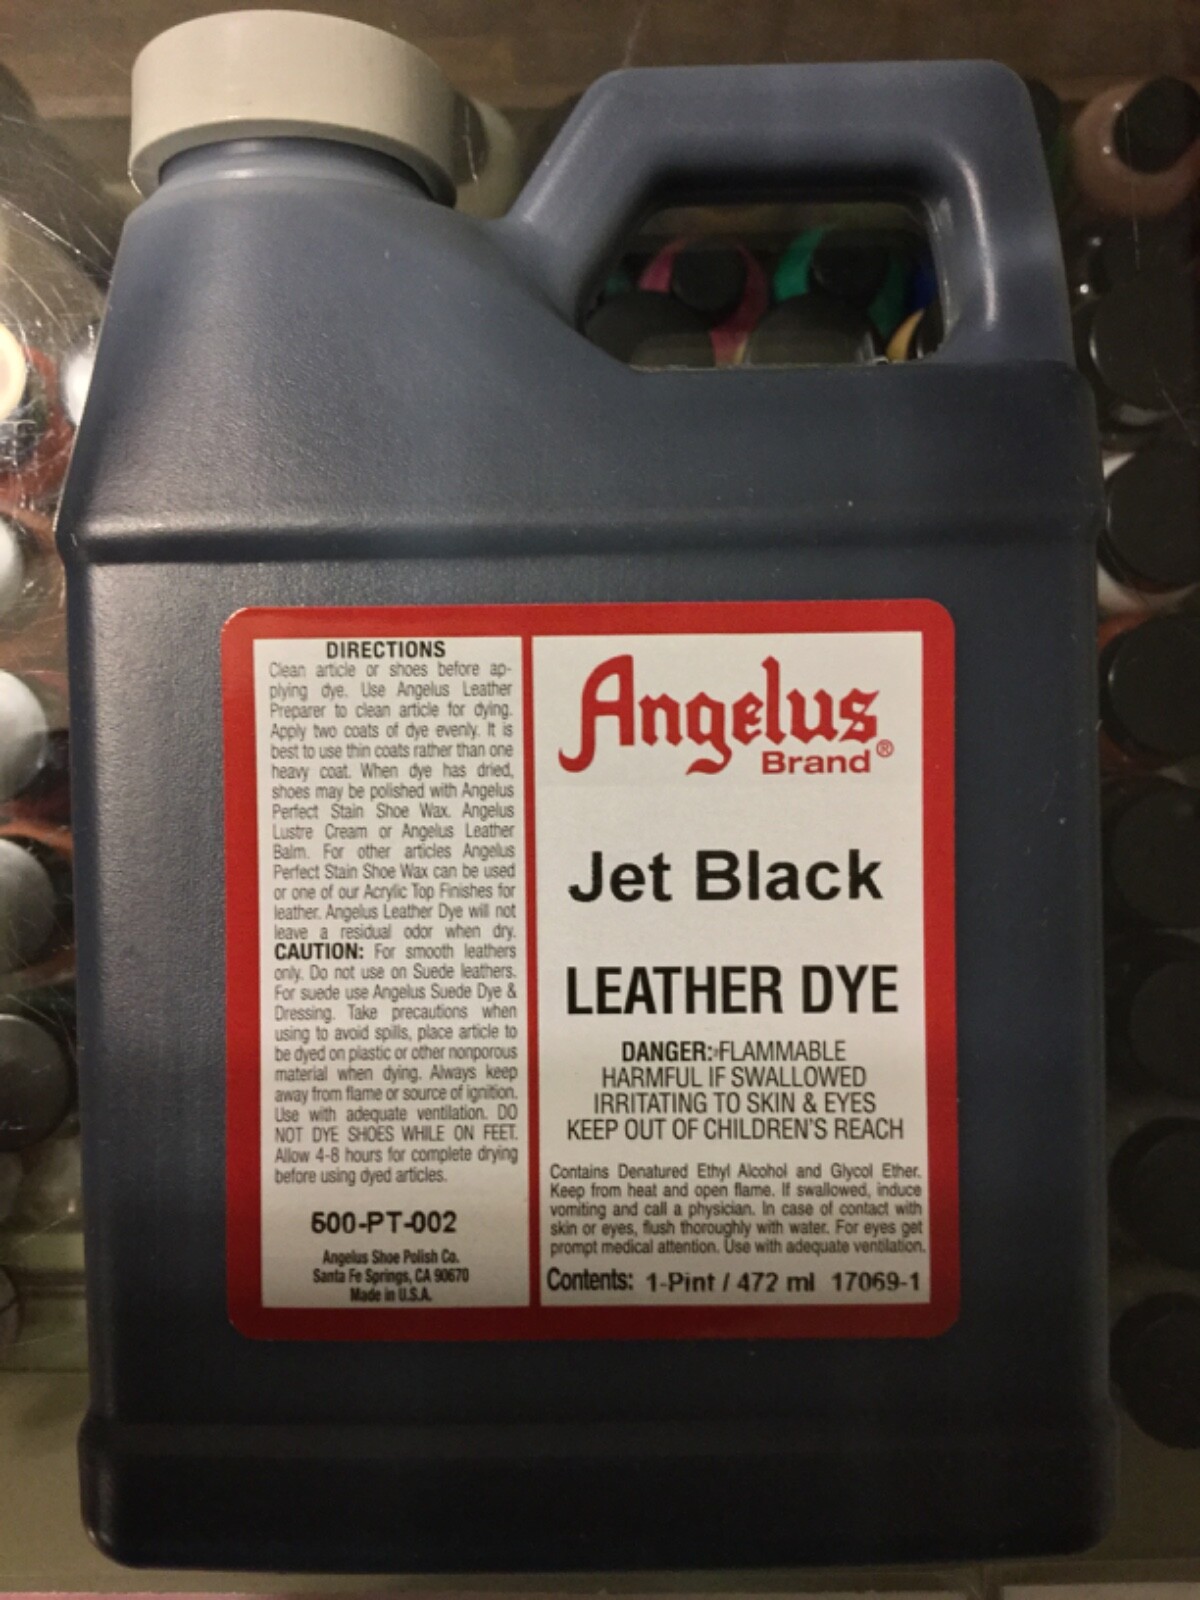 DIRECTIONS
Clean article or shoes before ap-
plying dye. Use Angelus Leather
Preparer to clean article for dying.
Apply two coats of dye evenly. It is
best to use thin coats rather than one
heavy coat. When dye has dried,
shoes may be polished with Angelus
Perfect Stain Shoe Wax. Angelus
Lustre Cream or Angelus Leather
Balm. For other articles Angelus
Perfect Stain Shoe Wax can be used
or one of our Acrylic Top Finishes for
leather. Angelus Leather Dye will not
leave a residual odor when dry.
CAUTION: For smooth leathers
only. Do not use on Suede leathers.
For suede use Angelus Suede Dye &
Dressing. Take precautions when
using to avoid spills, place article to
be dyed on plastic or other nonporous
material when dying. Always keep
away from flame or source of ignition.
Use with adequate ventilation. DO
NOT DYE SHOES WHILE ON FEET.
Allow 4-8 hours for complete drying
before using dyed articles.
500-PT-002
Angelus Shoe Polish Co.
Santa Fe Springs, CA 90670
Made in U.S.A.
Angelus
Brand®
Jet Black
LEATHER DYE
DANGER: FLAMMABLE
HARMFUL IF SWALLOWED
IRRITATING TO SKIN & EYES
KEEP OUT OF CHILDREN'S REACH
Contains Denatured Ethyl Alcohol and Glycol Ether.
Keep from heat and open flame. If swallowed, induce
vomiting and call a physician. In case of contact with
skin or eyes, flush thoroughly with water. For eyes get
prompt medical attention. Use with adequate ventilation.
Contents: 1-Pint / 472 ml 17069-1